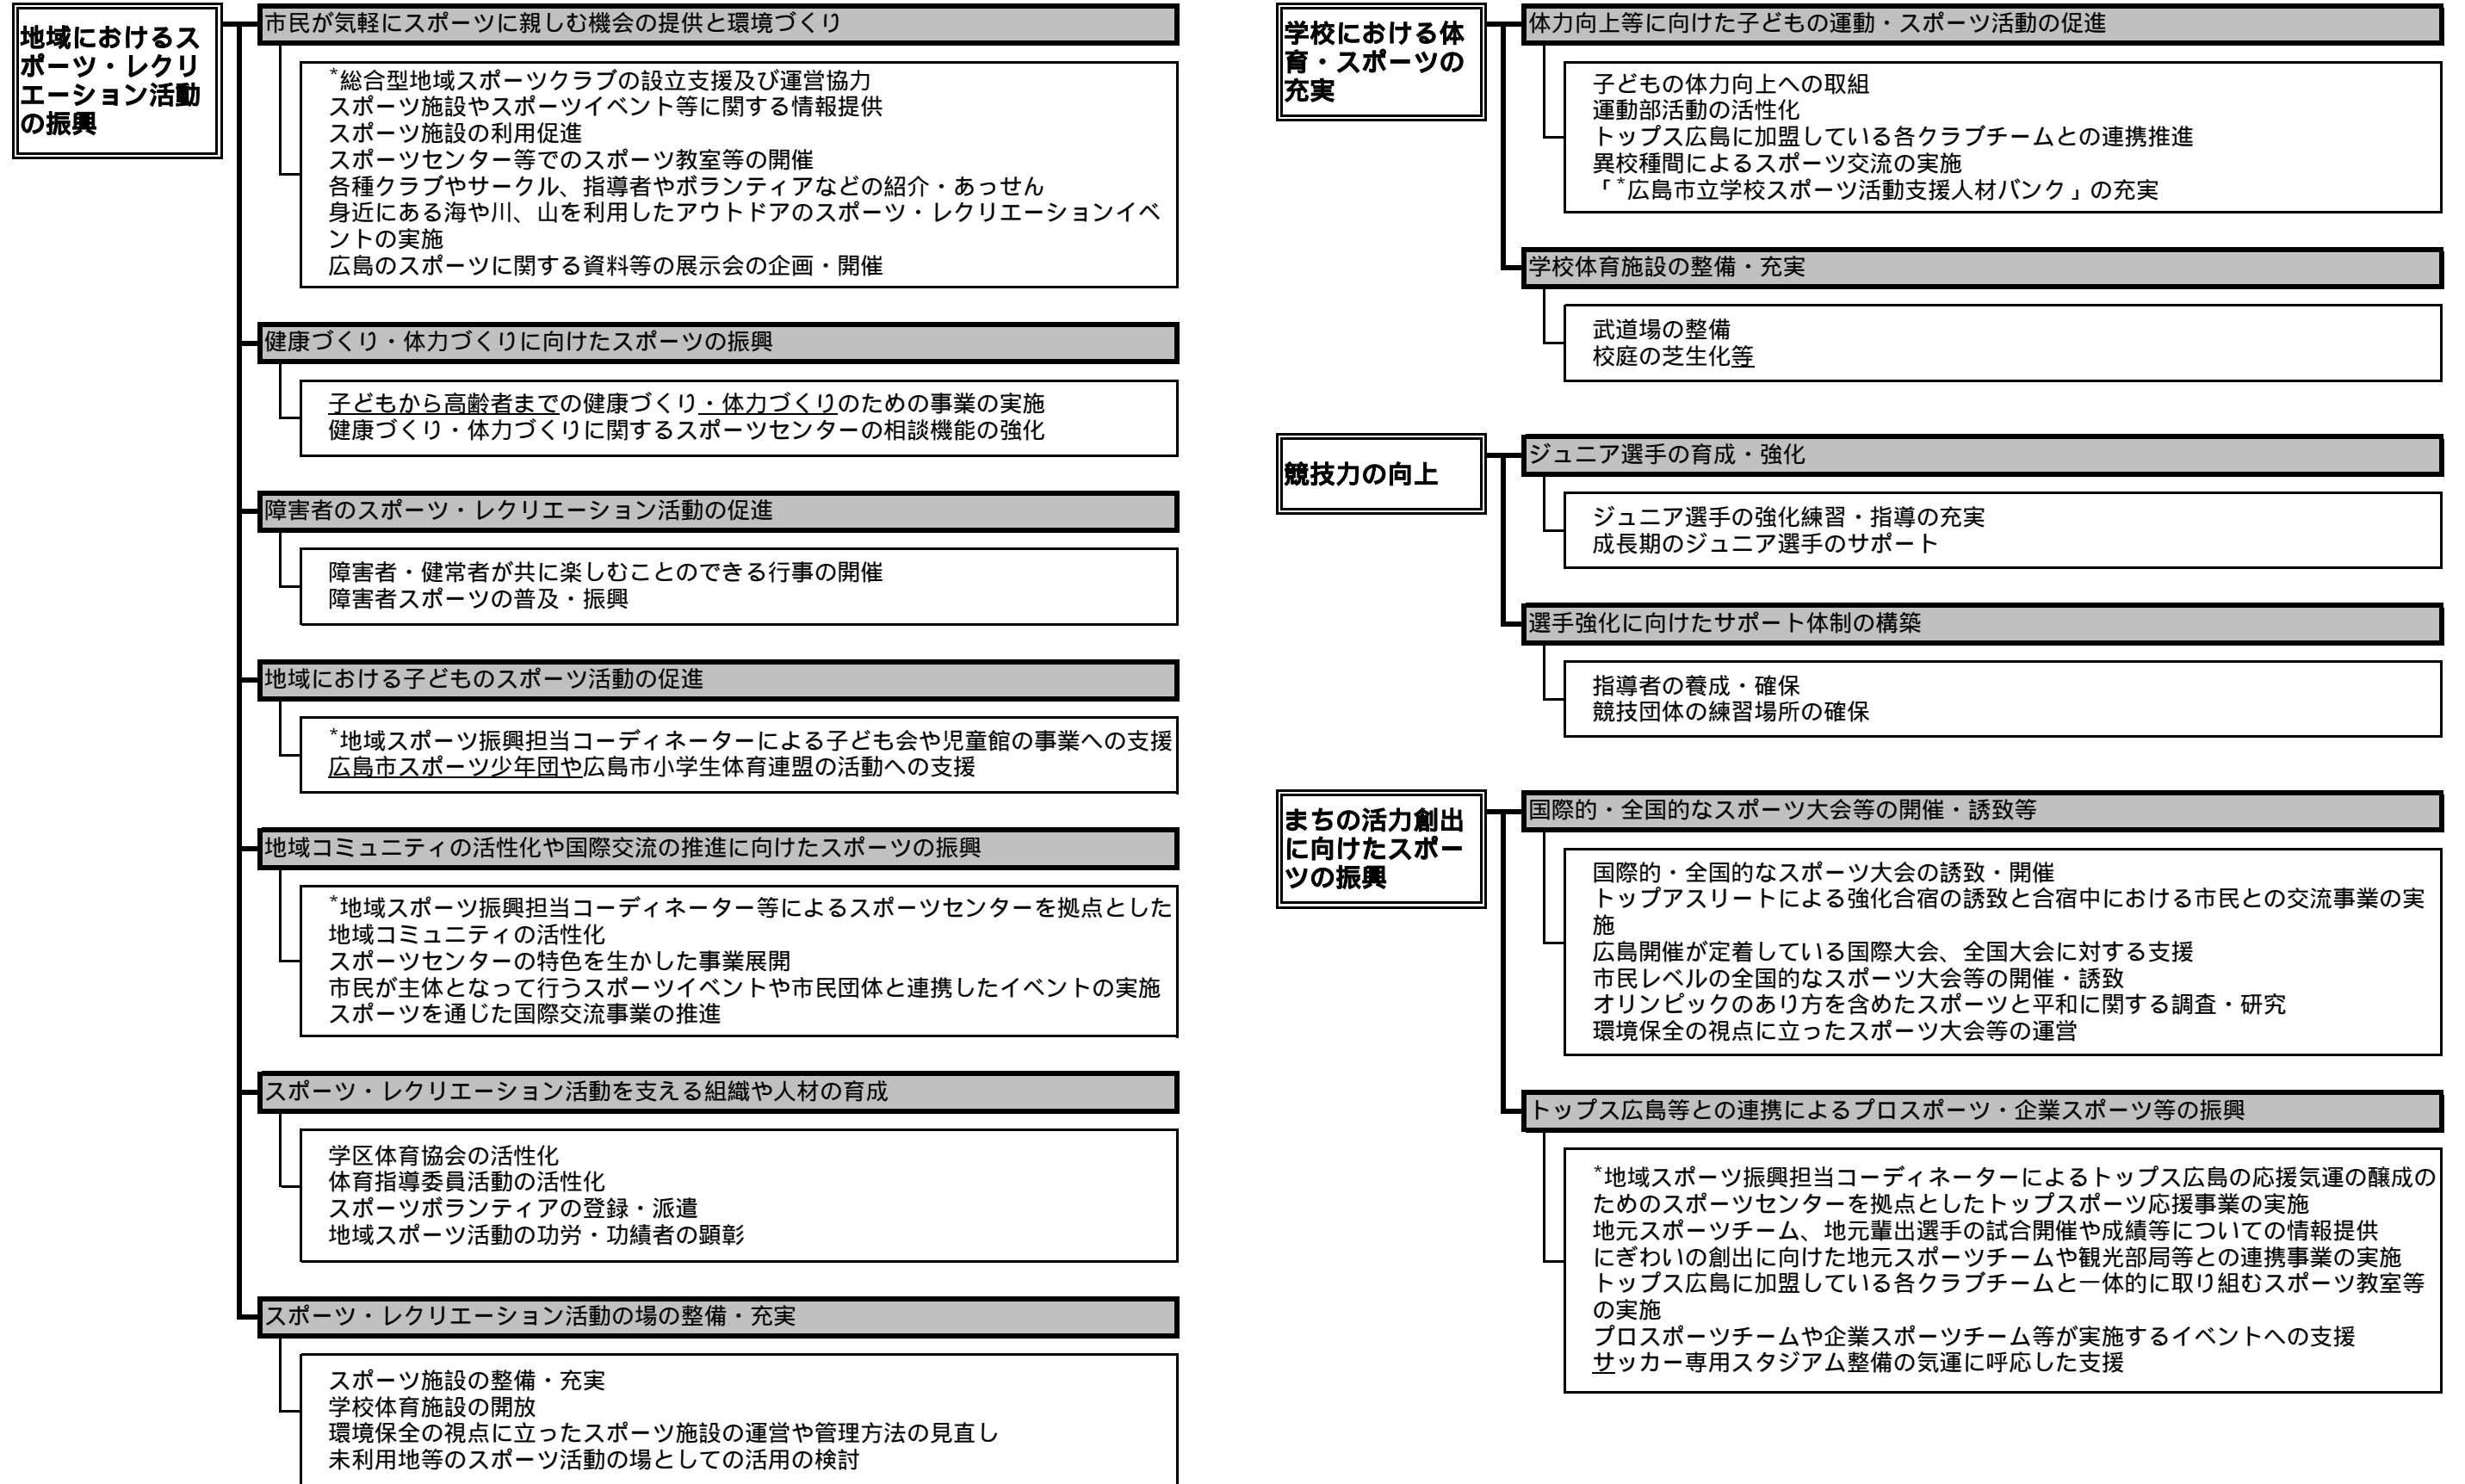 地域におけるス
ポーツ・レクリ
エーション活動
の振興
市民が気軽にスポーツに親しむ機会の提供と環境づくり
*総合型地域スポーツクラブの設立支援及び運営協力
スポーツ施設やスポーツイベント等に関する情報提供
スポーツ施設の利用促進
スポーツセンター等でのスポーツ教室等の開催
各種クラブやサークル、指導者やボランティアなどの紹介・あっせん
身近にある海や川、山を利用したアウトドアのスポーツ・レクリエーションイベ
ントの実施
広島のスポーツに関する資料等の展示会の企画・開催
健康づくり・体力づくりに向けたスポーツの振興
子どもから高齢者までの健康づくり・体力づくりのための事業の実施
健康づくり・体力づくりに関するスポーツセンターの相談機能の強化
障害者のスポーツ・レクリエーション活動の促進
障害者・健常者が共に楽しむことのできる行事の開催
障害者スポーツの普及・振興
地域における子どものスポーツ活動の促進
*地域スポーツ振興担当コーディネーターによる子ども会や児童館の事業への支援
広島市スポーツ少年団や広島市小学生体育連盟の活動への支援
地域コミュニティの活性化や国際交流の推進に向けたスポーツの振興
*地域スポーツ振興担当コーディネーター等によるスポーツセンターを拠点とした
地域コミュニティの活性化
スポーツセンターの特色を生かした事業展開
市民が主体となって行うスポーツイベントや市民団体と連携したイベントの実施
スポーツを通じた国際交流事業の推進
スポーツ・レクリエーション活動を支える組織や人材の育成
学区体育協会の活性化
体育指導委員活動の活性化
スポーツボランティアの登録・派遣
地域スポーツ活動の功労・功績者の顕彰
スポーツ・レクリエーション活動の場の整備・充実
スポーツ施設の整備・充実
学校体育施設の開放
環境保全の視点に立ったスポーツ施設の運営や管理方法の見直し
未利用地等のスポーツ活動の場としての活用の検討
学校における体
育・スポーツの
充実
体力向上等に向けた子どもの運動・スポーツ活動の促進
子どもの体力向上への取組
運動部活動の活性化
トップス広島に加盟している各クラブチームとの連携推進
異校種間によるスポーツ交流の実施
「*広島市立学校スポーツ活動支援人材バンク」の充実
学校体育施設の整備・充実
武道場の整備
校庭の芝生化等
競技力の向上
ジュニア選手の育成・強化
ジュニア選手の強化練習・指導の充実
成長期のジュニア選手のサポート
選手強化に向けたサポート体制の構築
指導者の養成・確保
競技団体の練習場所の確保
まちの活力創出
に向けたスポー
ツの振興
国際的・全国的なスポーツ大会等の開催・誘致等
国際的・全国的なスポーツ大会の誘致・開催
トップアスリートによる強化合宿の誘致と合宿中における市民との交流事業の実
施
広島開催が定着している国際大会、全国大会に対する支援
市民レベルの全国的なスポーツ大会等の開催・誘致
オリンピックのあり方を含めたスポーツと平和に関する調査・研究
環境保全の視点に立ったスポーツ大会等の運営
トップス広島等との連携によるプロスポーツ・企業スポーツ等の振興
*地域スポーツ振興担当コーディネーターによるトップス広島の応援気運の醸成の
ためのスポーツセンターを拠点としたトップスポーツ応援事業の実施
地元スポーツチーム、地元輩出選手の試合開催や成績等についての情報提供
にぎわいの創出に向けた地元スポーツチームや観光部局等との連携事業の実施
トップス広島に加盟している各クラブチームと一体的に取り組むスポーツ教室等
の実施
プロスポーツチームや企業スポーツチーム等が実施するイベントへの支援
サッカー専用スタジアム整備の気運に呼応した支援